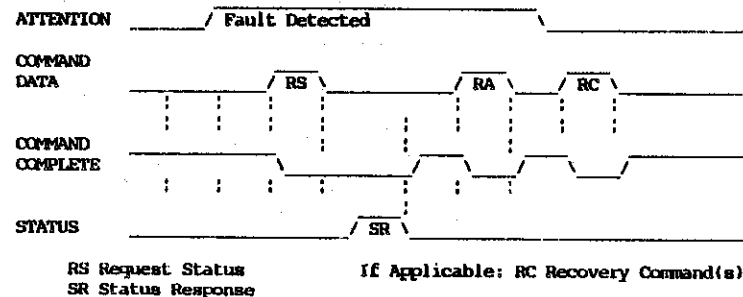 ATTENTION Fault Detected
COMMAND
DATA RS RA RC
COMMAND
COMPLETE
STATUS SR
RS Request Status If Applicable: RC Recovery Command(s)
SR Status Response